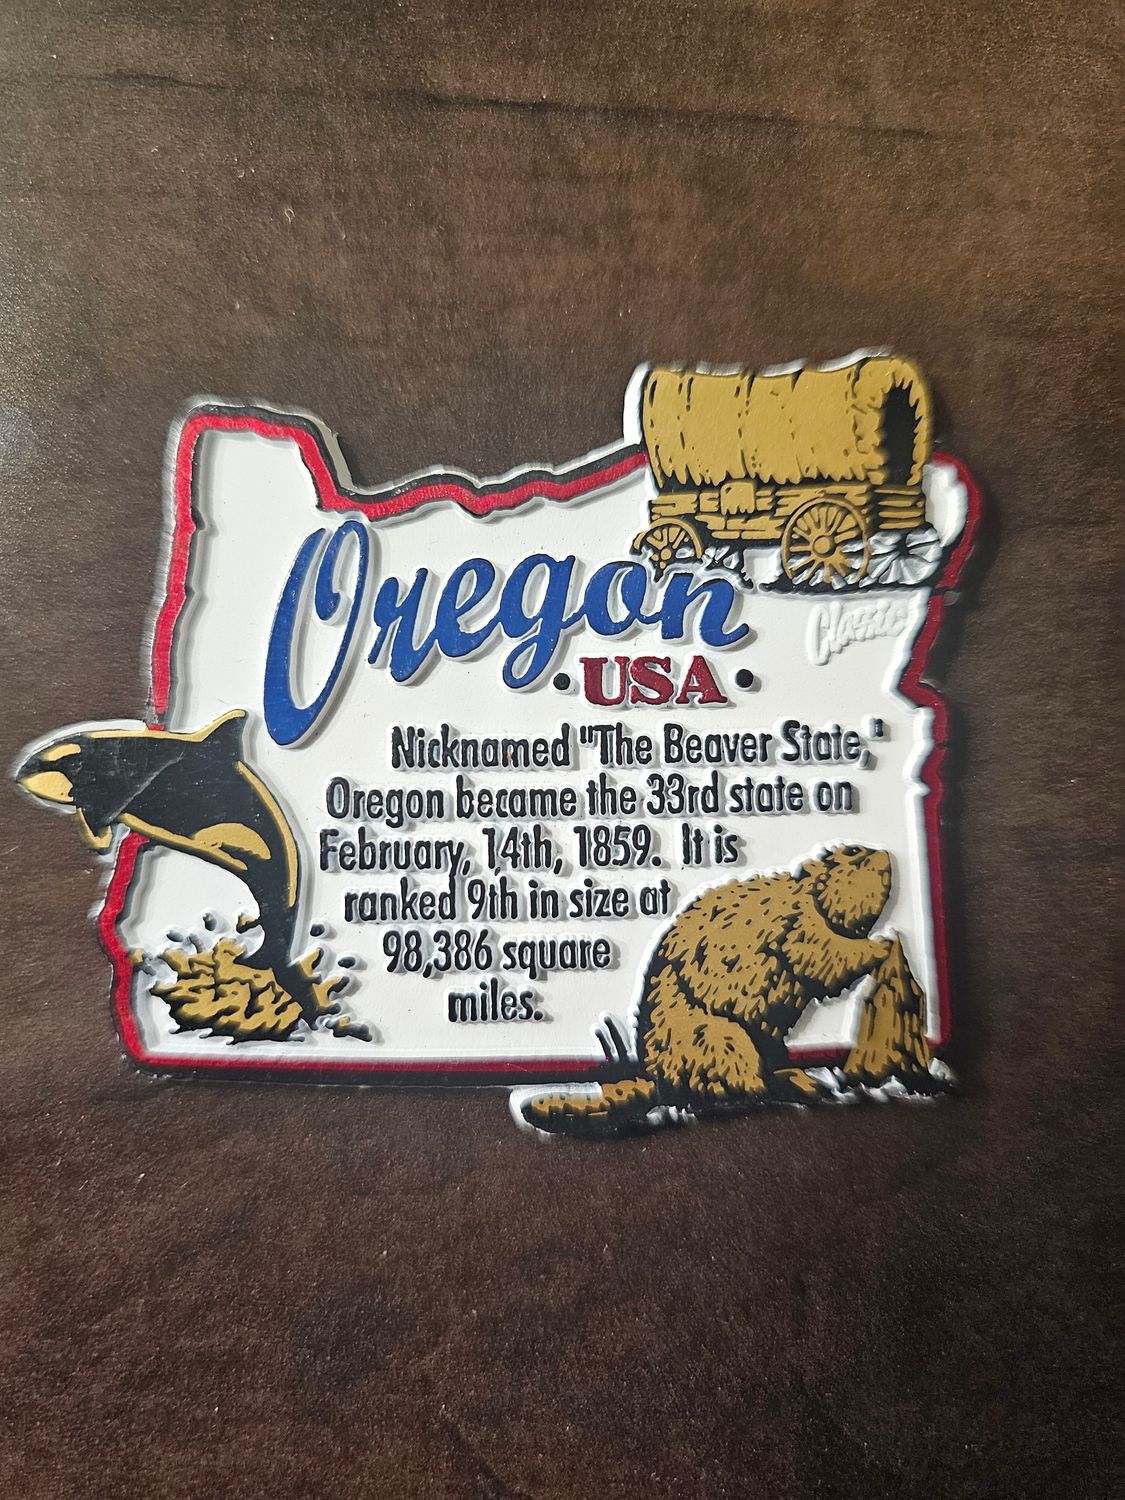 Oregon
• USA •
Classic
Nicknamed "The Beaver State,"
Oregon became the 33rd state on
February, 14th, 1859. It is
ranked 9th in size at
98,386 square
miles.